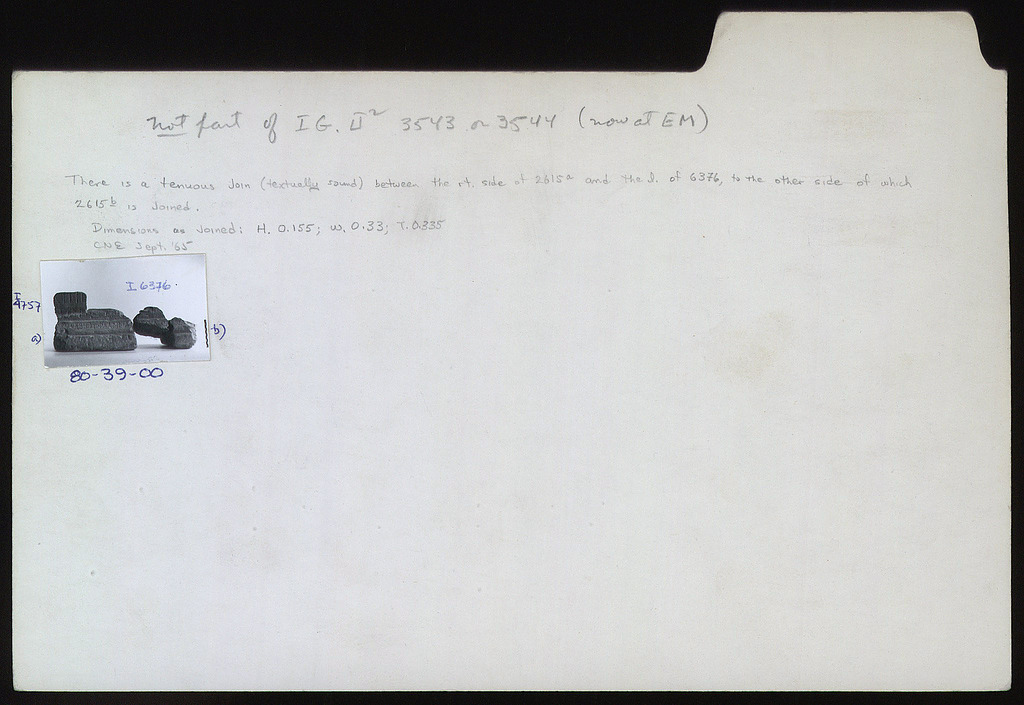 not part of I G. II² 3543 or 3544 (now at EM)
There is a tenuous join (textually sound) between the rt. side of 2615ª and the l. of 6376, to the other side of which
2615ᵇ is joined.
Dimensions as joined: H. 0.155; W. 0.33; T. 0.335
CNE Sept. '65
I 6376.
I
4757
a)
b)
80-39-00